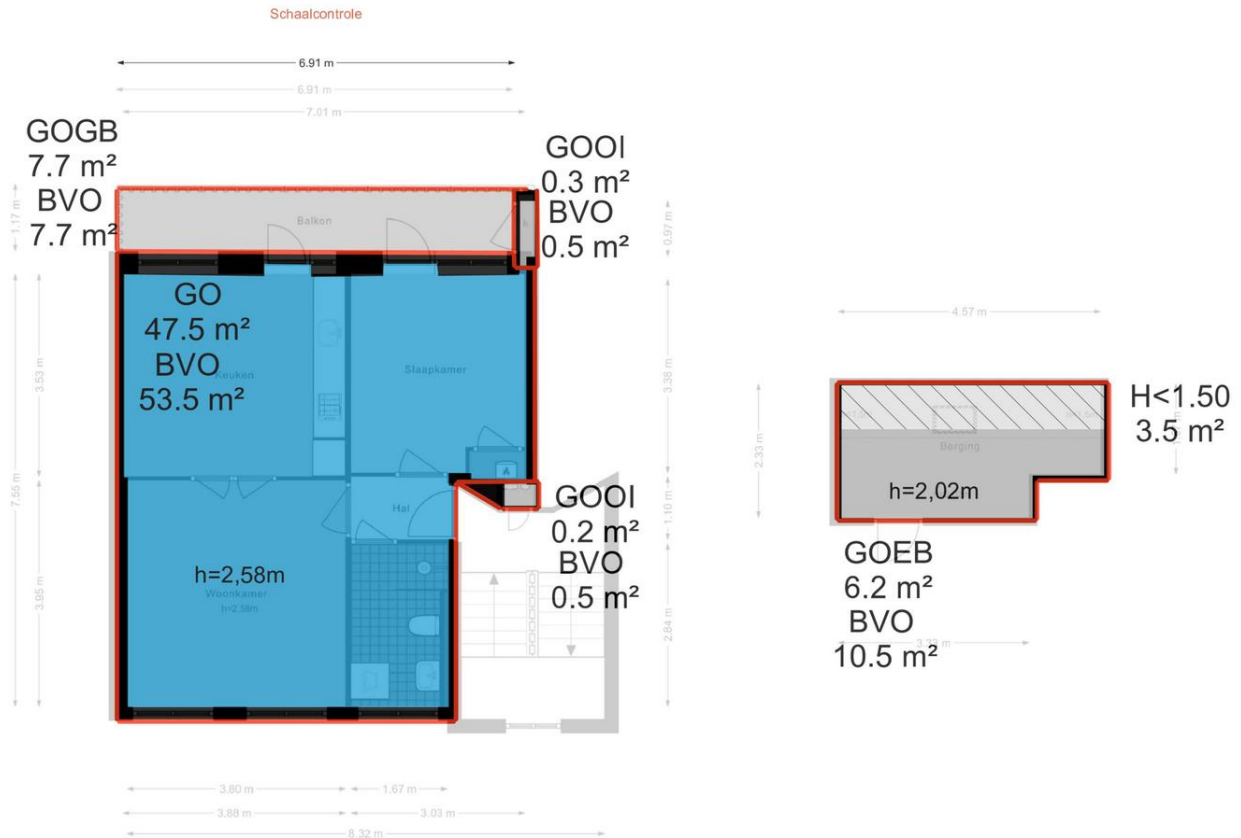 Schaalcontrole
6.91 m
6.91 m
7.01 m
GOGB
7.7 m²
BVO
7.7 m²
GOOI
0.3 m²
BVO
0.5 m²
1.17 m
0.97 m
Balkon
GO
47.5 m²
BVO
53.5 m²
Keuken
Slaapkamer
3.53 m
3.38 m
7.55 m
A
Hal
GOOI
0.2 m²
BVO
0.5 m²
1.10 m
h=2,58m
Woonkamer
h=2.58m
3.95 m
2.84 m
3.80 m
1.67 m
3.88 m
3.03 m
8.32 m
4.57 m
H<1.50
3.5 m²
Berging
2.33 m
h=2,02m
GOEB
6.2 m²
BVO
10.5 m²